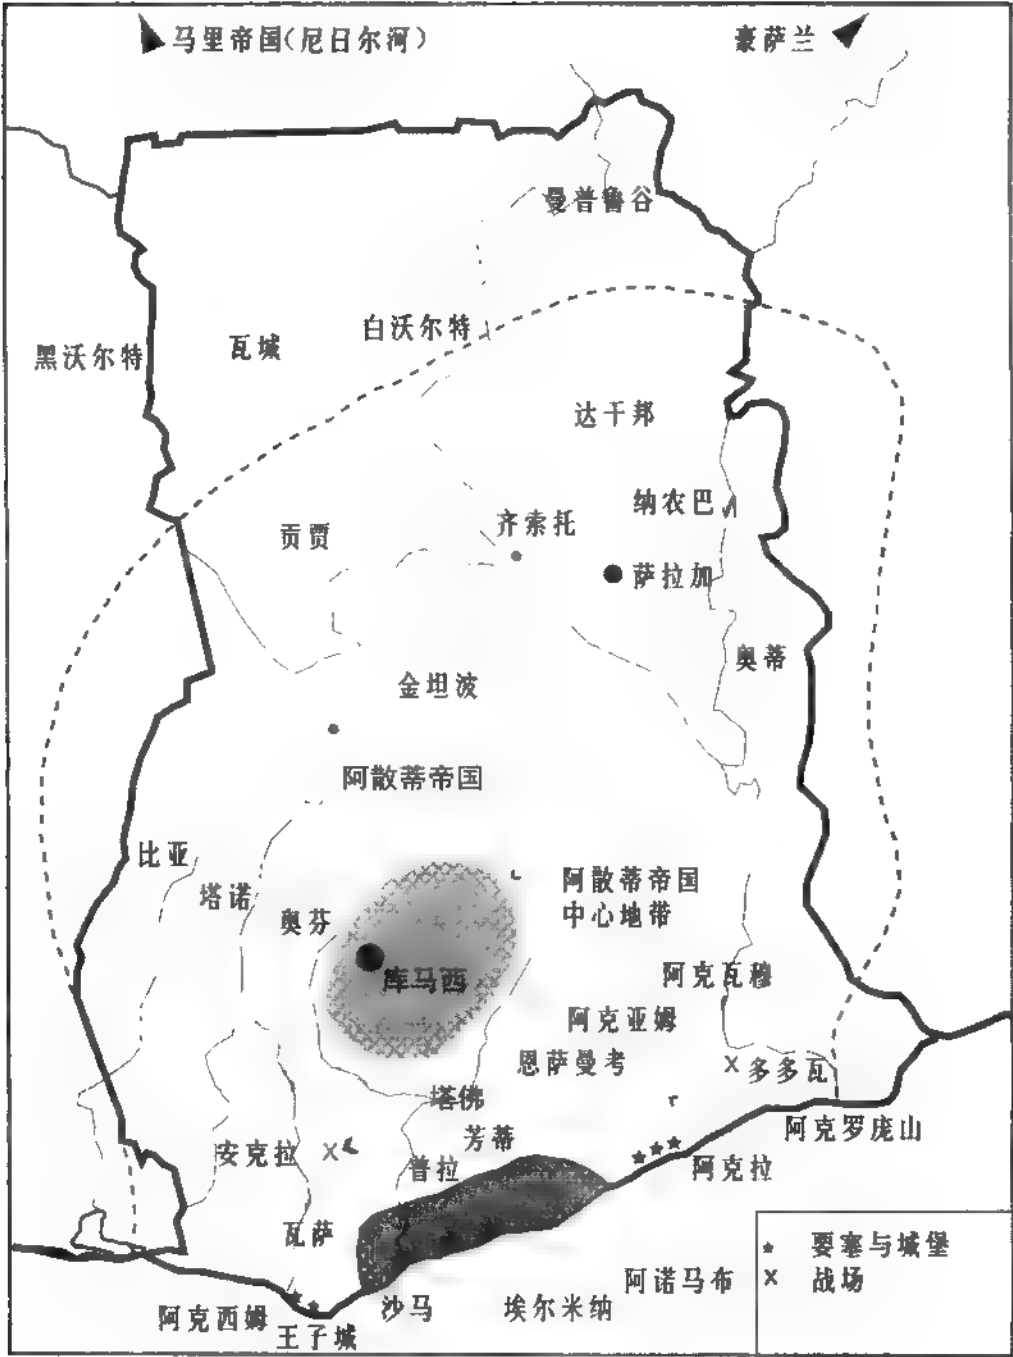 马里帝国(尼日尔河)
豪萨兰
曼普鲁谷
白沃尔特
瓦城
黑沃尔特
达干邦
纳农巴
齐索托
贡贾
萨拉加
奥蒂
金坦波
阿散蒂帝国
比亚
塔诺
奥芬
阿散蒂帝国
中心地带
库马西
阿克瓦穆
阿克亚姆
恩萨曼考
多多瓦
塔佛
芳蒂
阿克罗庞山
安克拉
普拉
阿克拉
瓦萨
要塞与城堡
战场
阿诺马布
沙马
埃尔米纳
阿克西姆
王子城